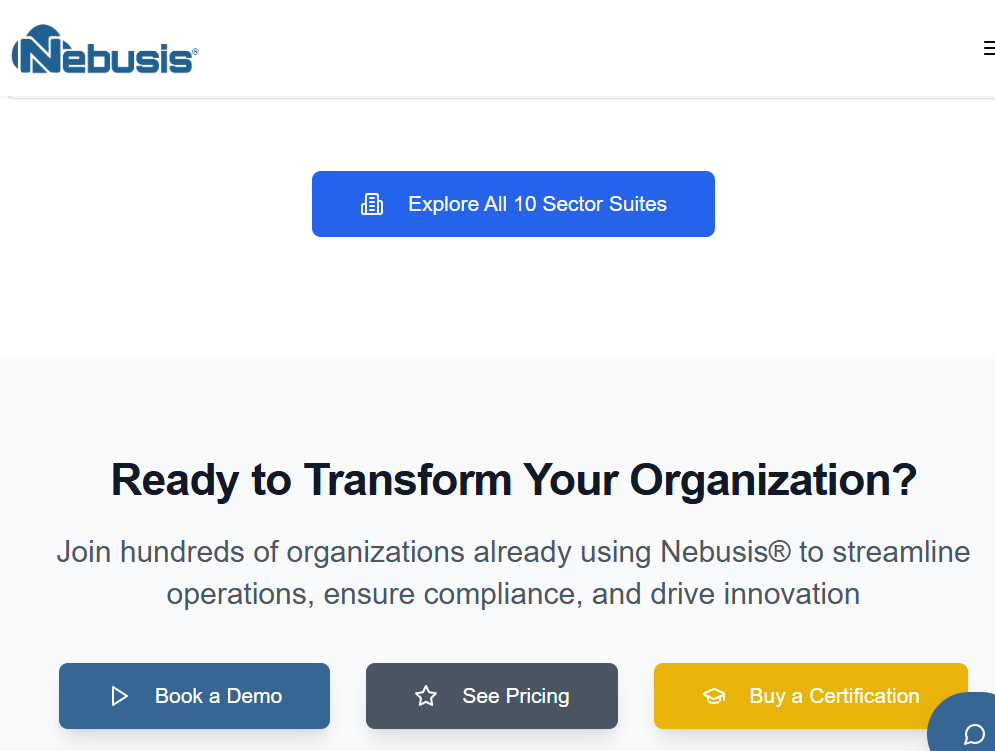 Nebusis®
Explore All 10 Sector Suites
Ready to Transform Your Organization?
Join hundreds of organizations already using Nebusis® to streamline
operations, ensure compliance, and drive innovation
Book a Demo
See Pricing
Buy a Certification